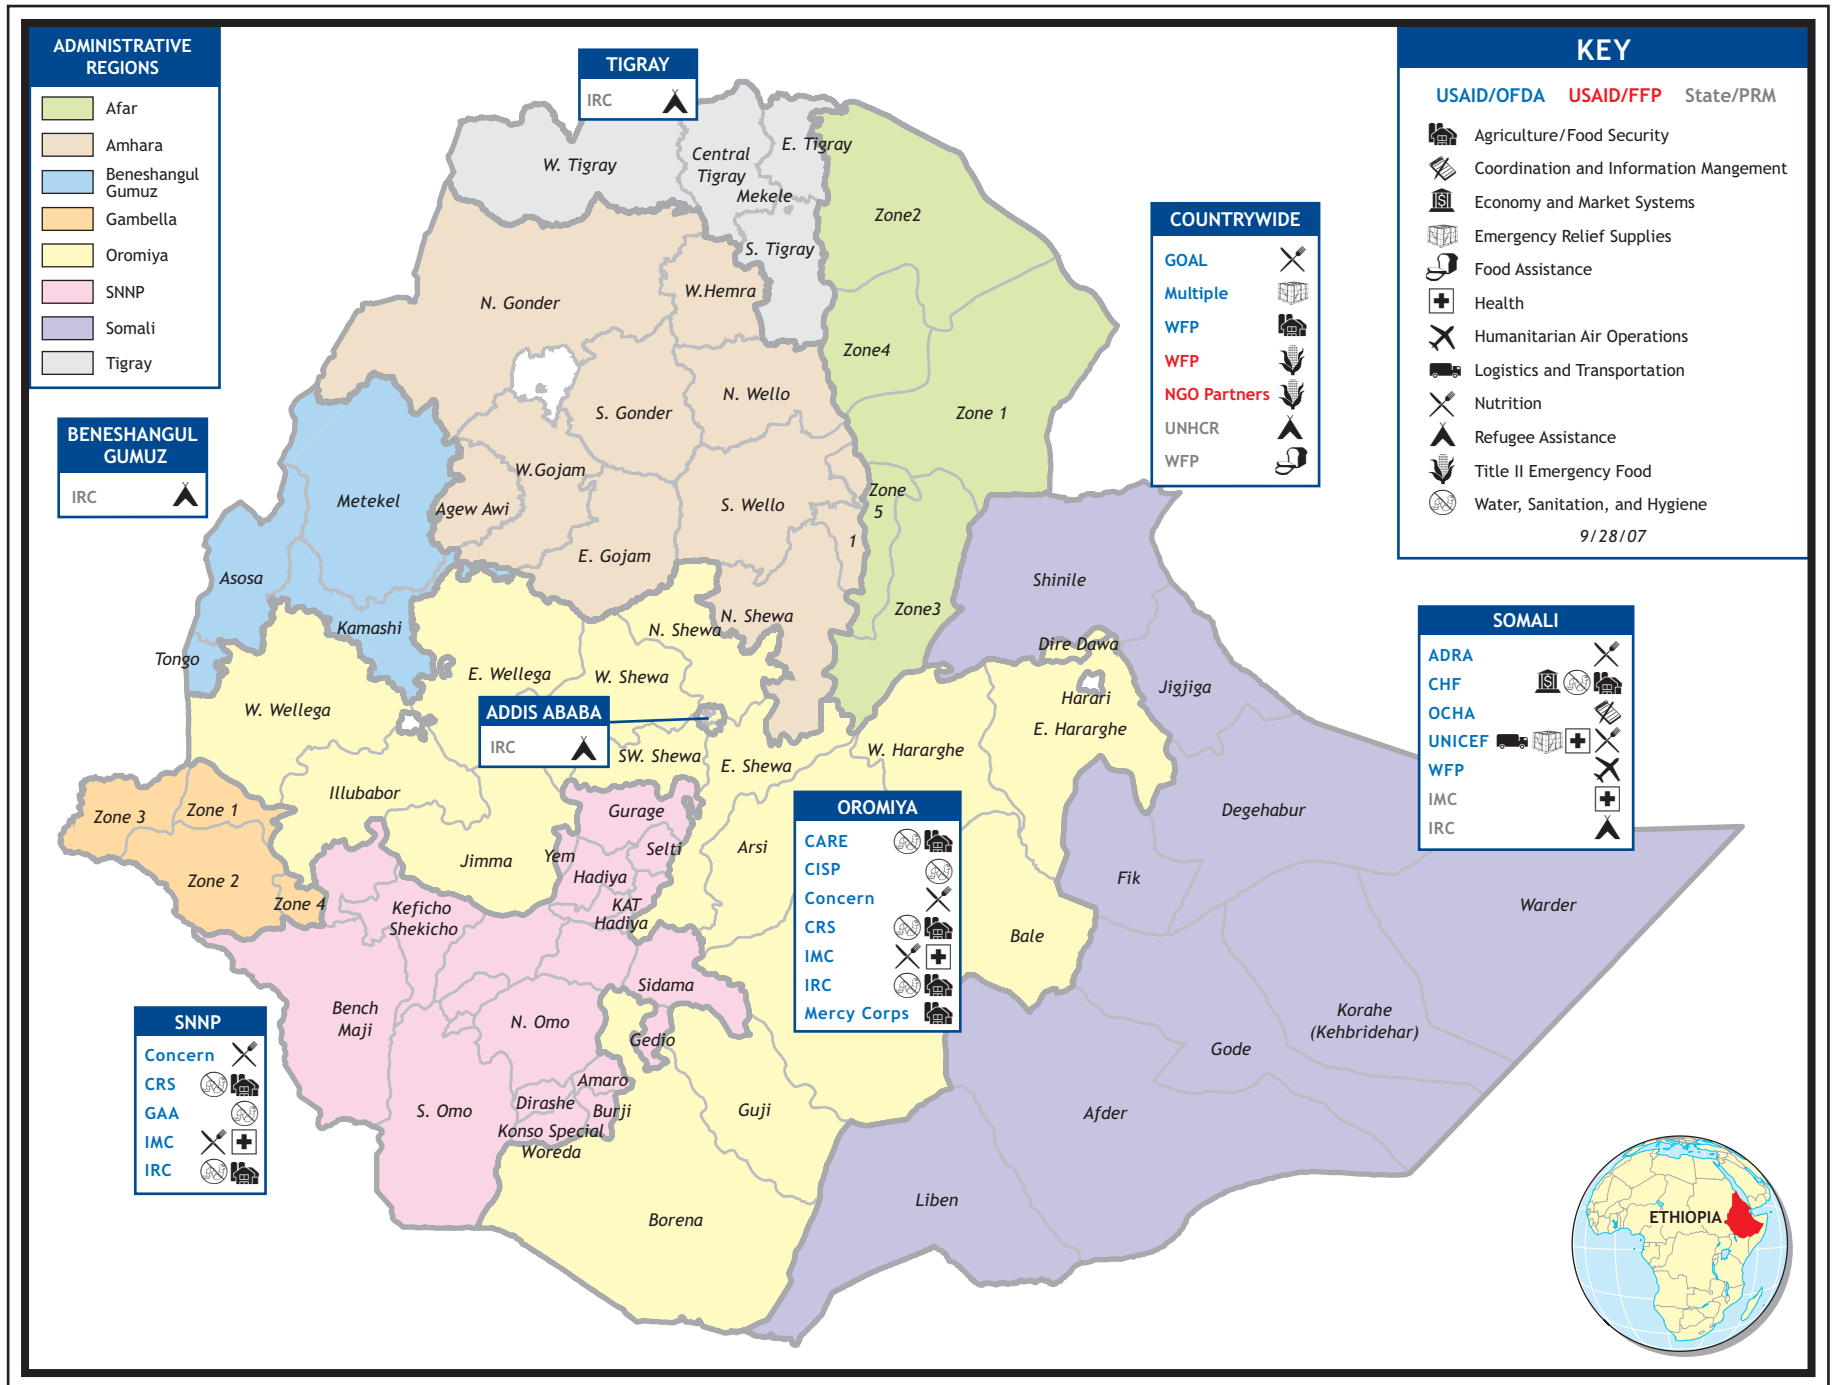 ADMINISTRATIVE
REGIONS
Afar
Amhara
Beneshangul
Gumuz
Gambella
Oromiya
SNNP
Somali
Tigray
TIGRAY
IRC
KEY
USAID/OFDA USAID/FFP State/PRM
Agriculture/Food Security
Coordination and Information Mangement
Economy and Market Systems
Emergency Relief Supplies
Food Assistance
Health
Humanitarian Air Operations
Logistics and Transportation
Nutrition
Refugee Assistance
Title II Emergency Food
Water, Sanitation, and Hygiene
9/28/07
COUNTRYWIDE
GOAL
Multiple
WFP
WFP
NGO Partners
UNHCR
WFP
BENESHANGUL
GUMUZ
IRC
ADDIS ABABA
IRC
SOMALI
ADRA
CHF
OCHA
UNICEF
WFP
IMC
IRC
OROMIYA
CARE
CISP
Concern
CRS
IMC
IRC
Mercy Corps
SNNP
Concern
CRS
GAA
IMC
IRC
W. Tigray
Central
Tigray
E. Tigray
Mekele
S. Tigray
Zone2
N. Gonder
W.Hemra
Zone4
N. Wello
S. Gonder
Zone 1
W.Gojam
Metekel
Agew Awi
S. Wello
Zone
5
1
E. Gojam
Asosa
Shinile
Zone3
Kamashi
N. Shewa
N. Shewa
Dire Dawa
Tongo
E. Wellega
W. Shewa
Jigjiga
Harari
W. Wellega
E. Hararghe
SW. Shewa
E. Shewa
W. Hararghe
Illubabor
Zone 3
Zone 1
Gurage
Degehabur
Arsi
Selti
Yem
Jimma
Hadiya
Fik
Zone 2
Zone 4
KAT
Hadiya
Keficho
Shekicho
Warder
Bale
Sidama
Bench
Maji
N. Omo
Korahe
(Kehbridehar)
Gedio
Gode
Amaro
Dirashe
Burji
S. Omo
Guji
Afder
Konso Special
Woreda
Liben
Borena
ETHIOPIA